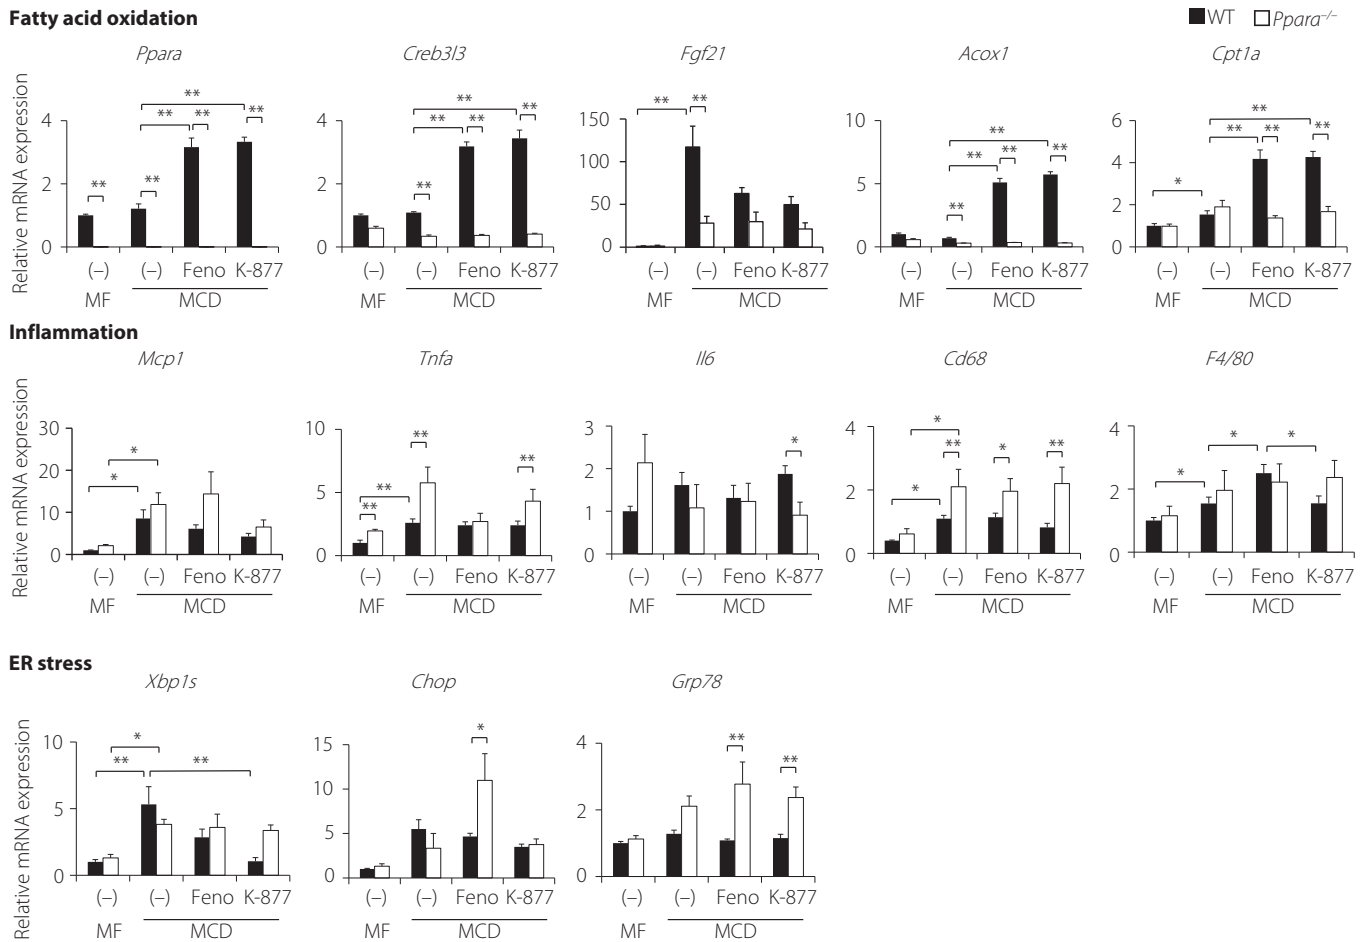 Fatty acid oxidation
WT Ppara–/–
Ppara Creb3l3 Fgf21 Acox1 Cpt1a
Relative mRNA expression
4
2
0
** ** ** ** **
(–) (–) Feno K-877
MF MCD
4
2
0
** ** ** ** **
(–) (–) Feno K-877
MF MCD
150
100
50
0
** **
(–) (–) Feno K-877
MF MCD
10
5
0
** ** ** ** **
(–) (–) Feno K-877
MF MCD
6
4
2
0
* ** ** ** **
(–) (–) Feno K-877
MF MCD
Inflammation
Mcp1 Tnfa Il6 Cd68 F4/80
Relative mRNA expression
30
20
10
0
* *
(–) (–) Feno K-877
MF MCD
10
5
0
** ** ** **
(–) (–) Feno K-877
MF MCD
3
2
1
0
*
(–) (–) Feno K-877
MF MCD
4
2
0
* * ** * **
(–) (–) Feno K-877
MF MCD
4
2
0
* * *
(–) (–) Feno K-877
MF MCD
ER stress
Xbp1s Chop Grp78
Relative mRNA expression
10
5
0
* ** **
(–) (–) Feno K-877
MF MCD
15
10
5
0
*
(–) (–) Feno K-877
MF MCD
4
2
0
** **
(–) (–) Feno K-877
MF MCD